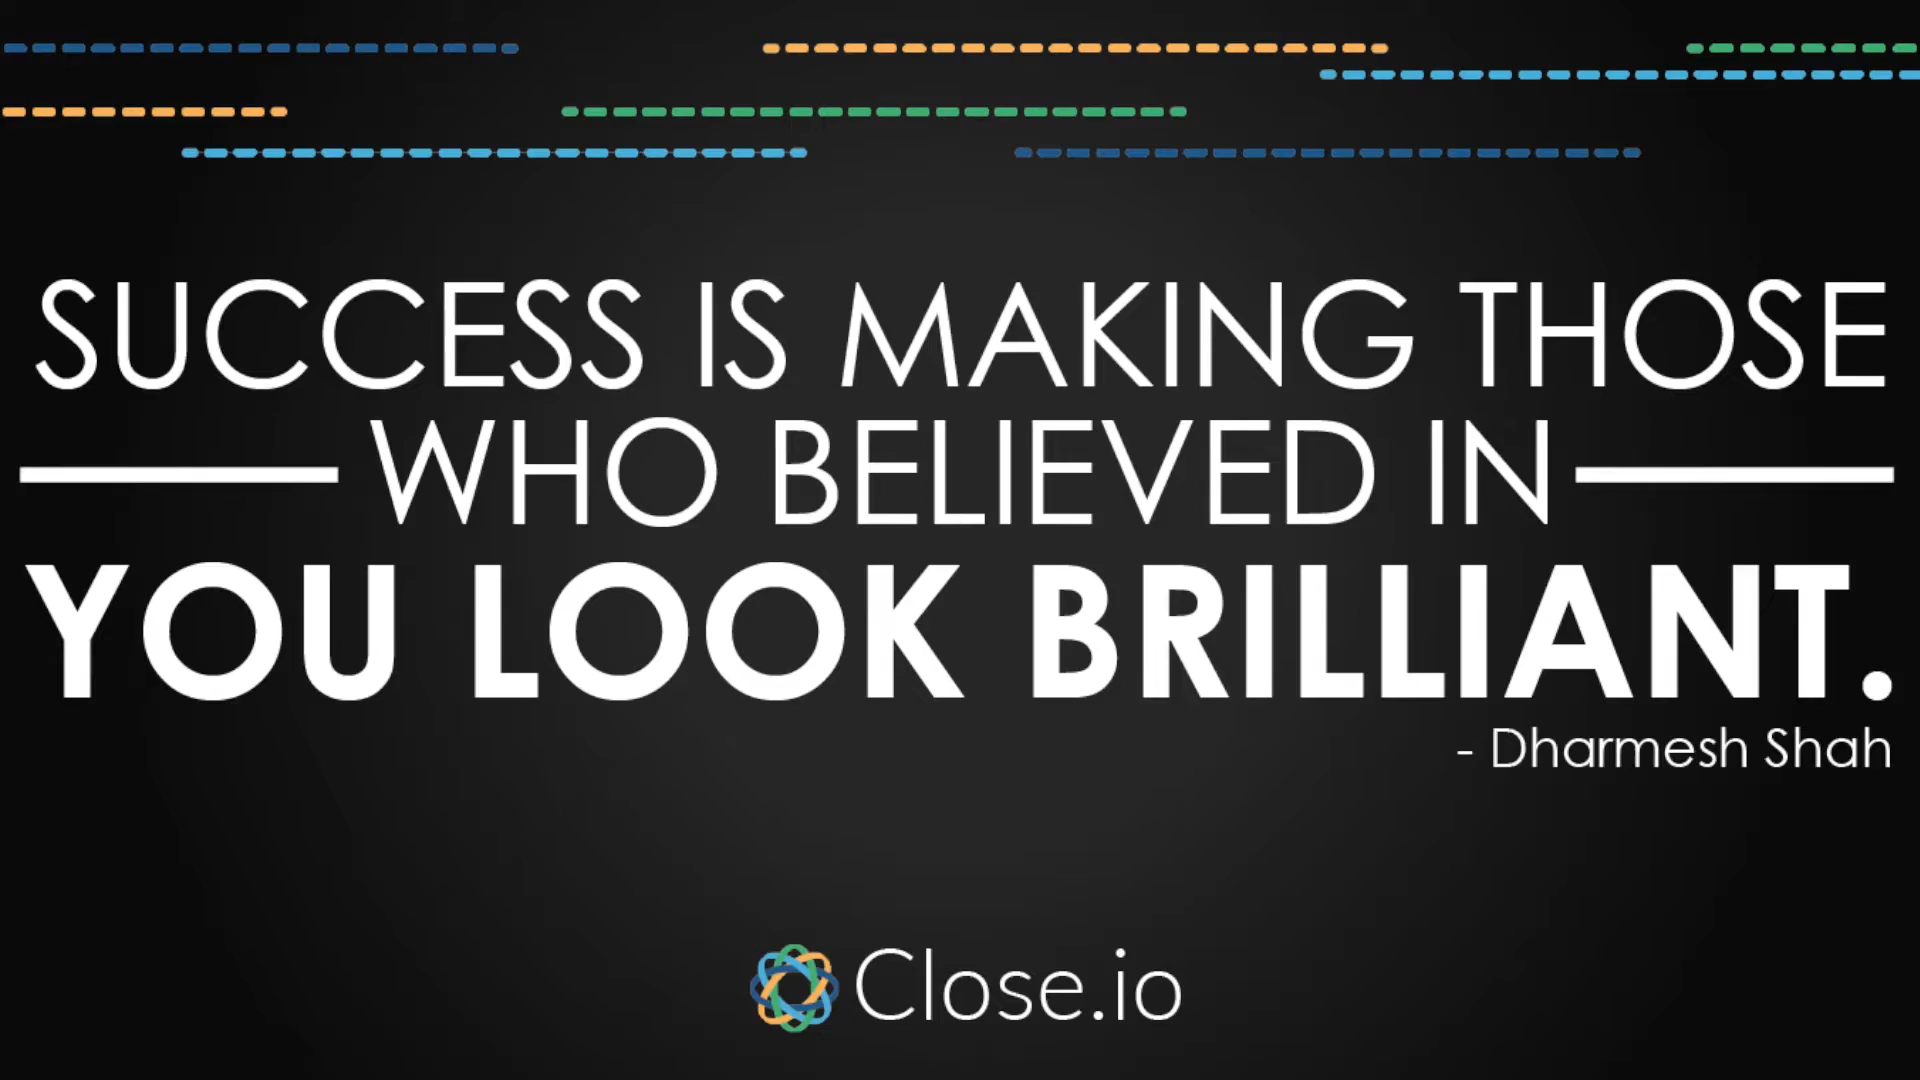 SUCCESS IS MAKING THOSE
WHO BELIEVED IN
YOU LOOK BRILLIANT.
- Dharmesh Shah
Close.io